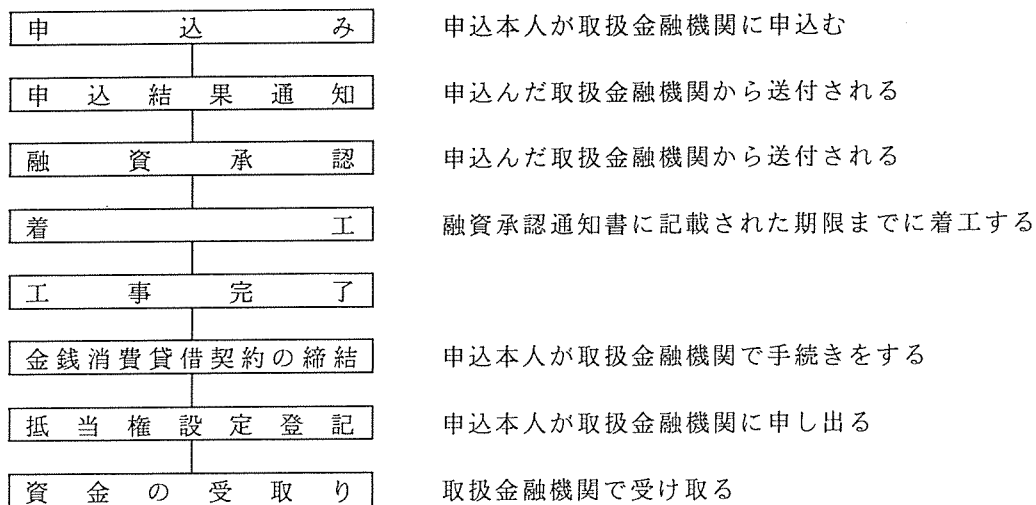 申込み 申込本人が取扱金融機関に申込む
申込結果通知 申込んだ取扱金融機関から送付される
融資承認 申込んだ取扱金融機関から送付される
着工 融資承認通知書に記載された期限までに着工する
工事完了
金銭消費貸借契約の締結 申込本人が取扱金融機関で手続きをする
抵当権設定登記 申込本人が取扱金融機関に申し出る
資金の受取り 取扱金融機関で受け取る